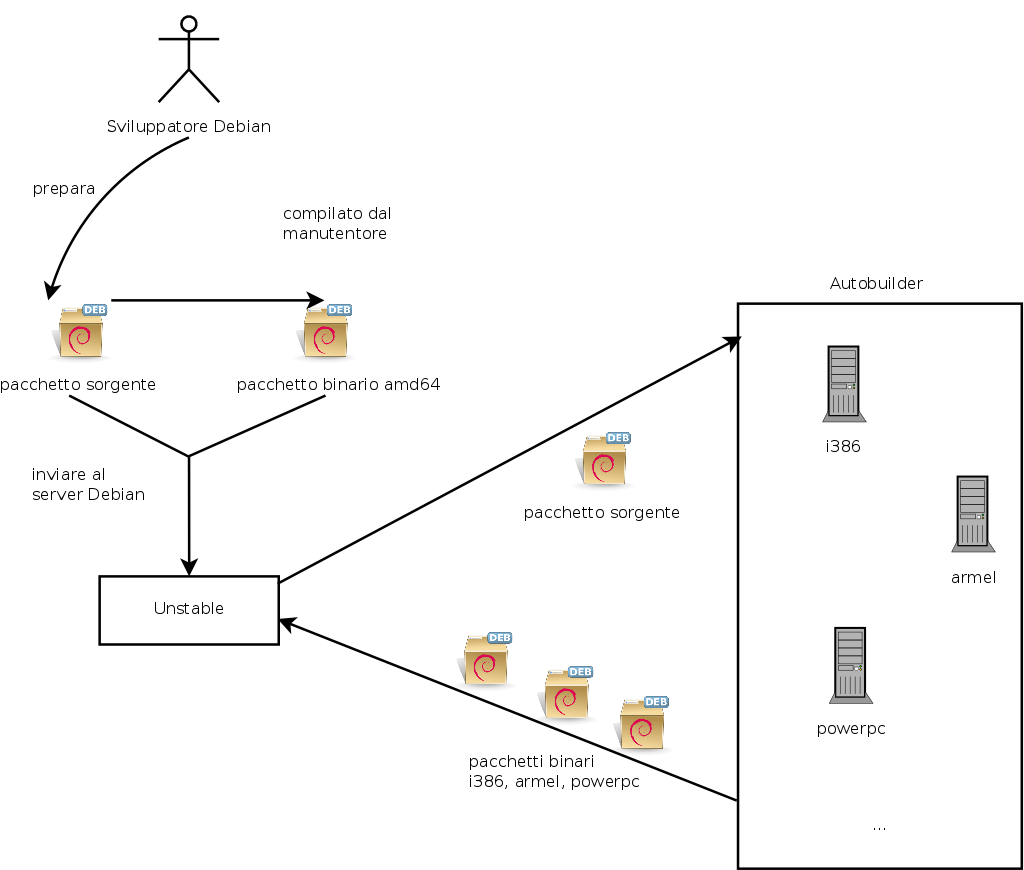 Sviluppatore Debian
prepara
compilato dal
manutentore
DEB
DEB
pacchetto sorgente
pacchetto binario amd64
inviare al
server Debian
Unstable
DEB
pacchetto sorgente
DEB
DEB
DEB
pacchetti binari
i386, armel, powerpc
Autobuilder
i386
armel
powerpc
...